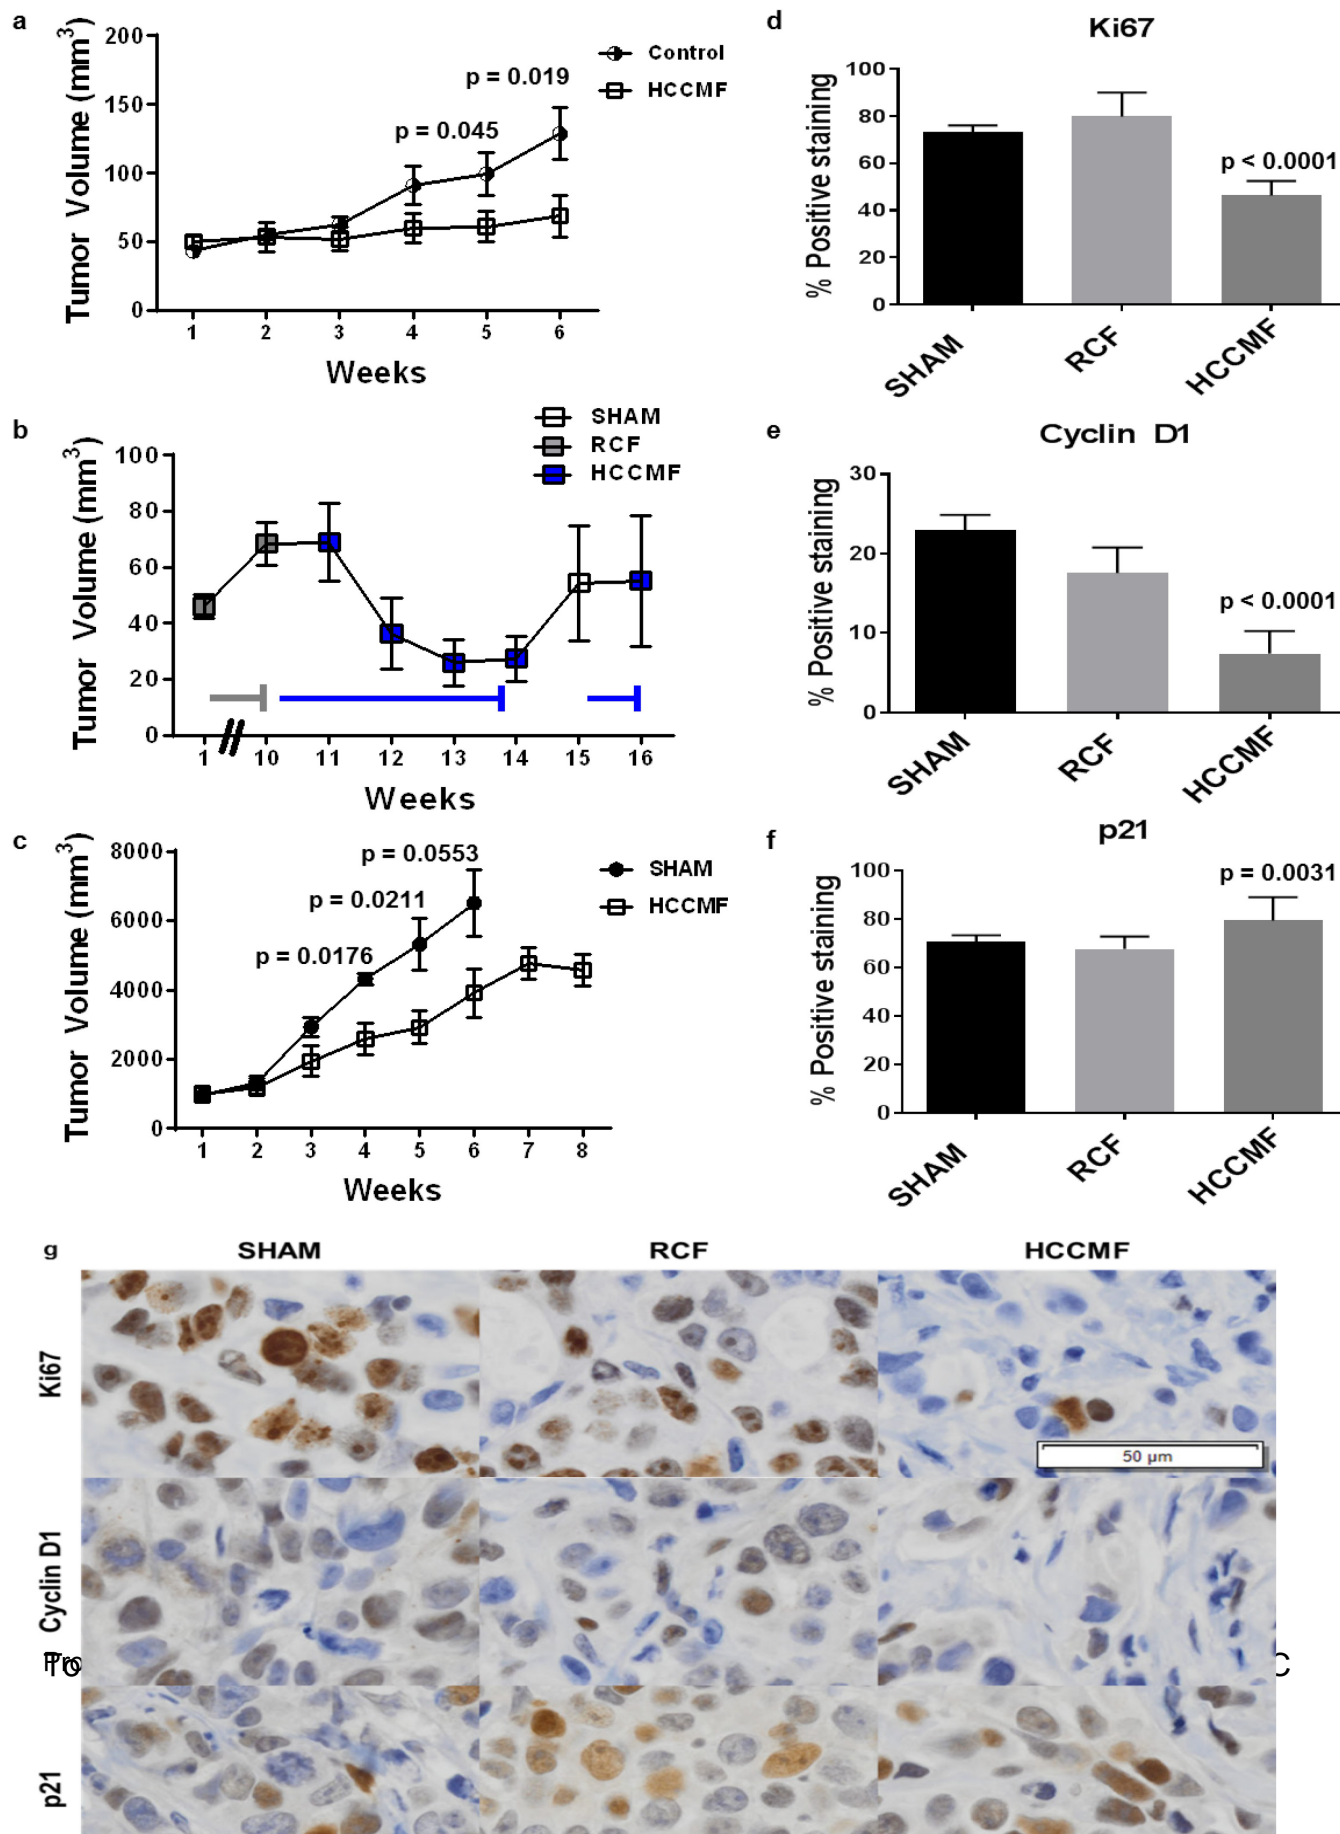 a
Tumor Volume (mm³)
200
150
100
50
0
1 2 3 4 5 6
Weeks
p = 0.045
p = 0.019
Control
HCCMF
b
Tumor Volume (mm³)
100
80
60
40
20
0
1 10 11 12 13 14 15 16
Weeks
SHAM
RCF
HCCMF
c
Tumor Volume (mm³)
8000
6000
4000
2000
0
1 2 3 4 5 6 7 8
Weeks
p = 0.0176
p = 0.0211
p = 0.0553
SHAM
HCCMF
d
Ki67
% Positive staining
100
80
60
40
20
0
p < 0.0001
SHAM RCF HCCMF
e
Cyclin D1
% Positive staining
30
20
10
0
p < 0.0001
SHAM RCF HCCMF
f
p21
% Positive staining
100
80
60
40
20
0
p = 0.0031
SHAM RCF HCCMF
g
SHAM RCF HCCMF
Ki67
50 µm
Cyclin D1
C
p21